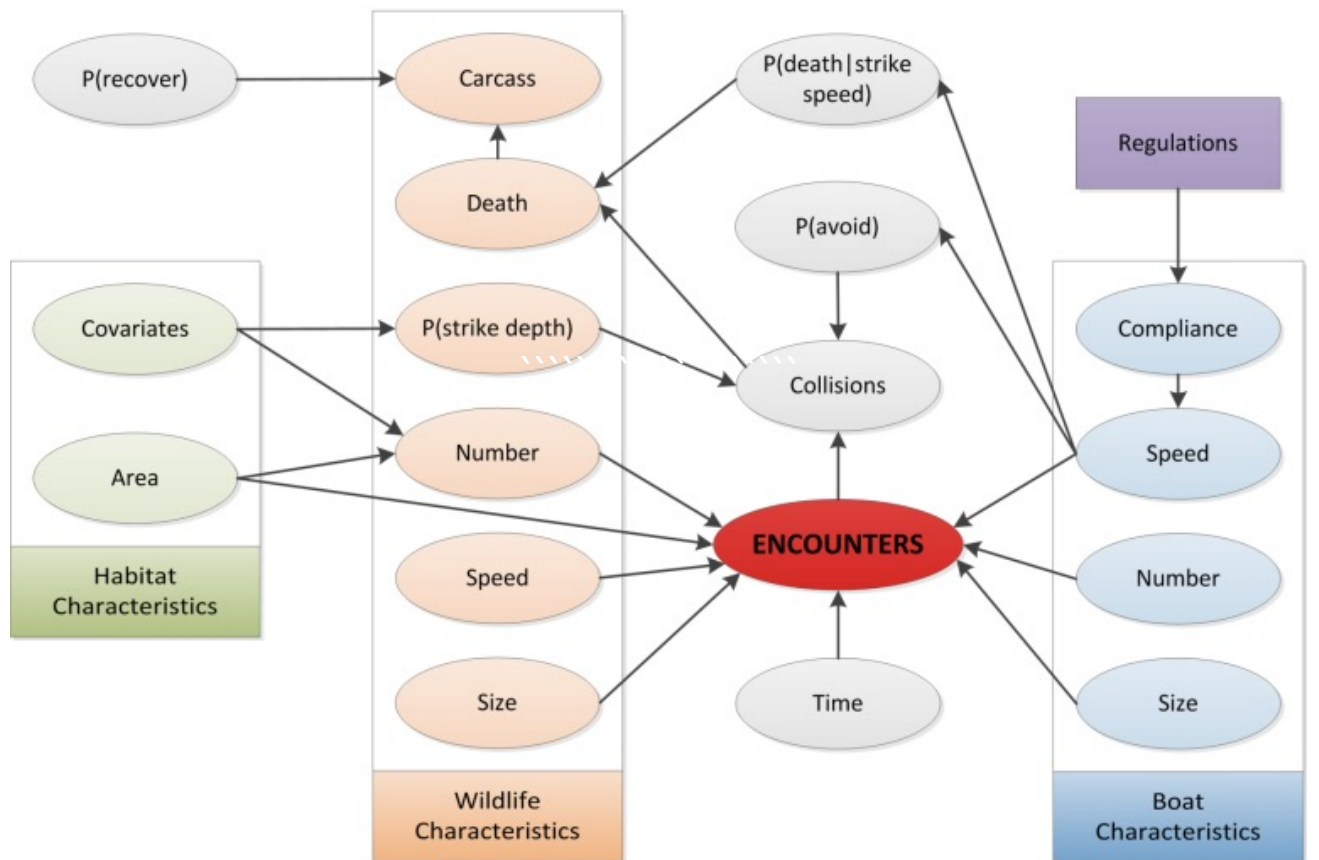 P(recover)
Carcass
P(death|strike
speed)
Regulations
Death
P(avoid)
Covariates
P(strike depth)
Compliance
Collisions
Area
Number
Speed
ENCOUNTERS
Habitat
Characteristics
Speed
Number
Size
Time
Size
Wildlife
Characteristics
Boat
Characteristics